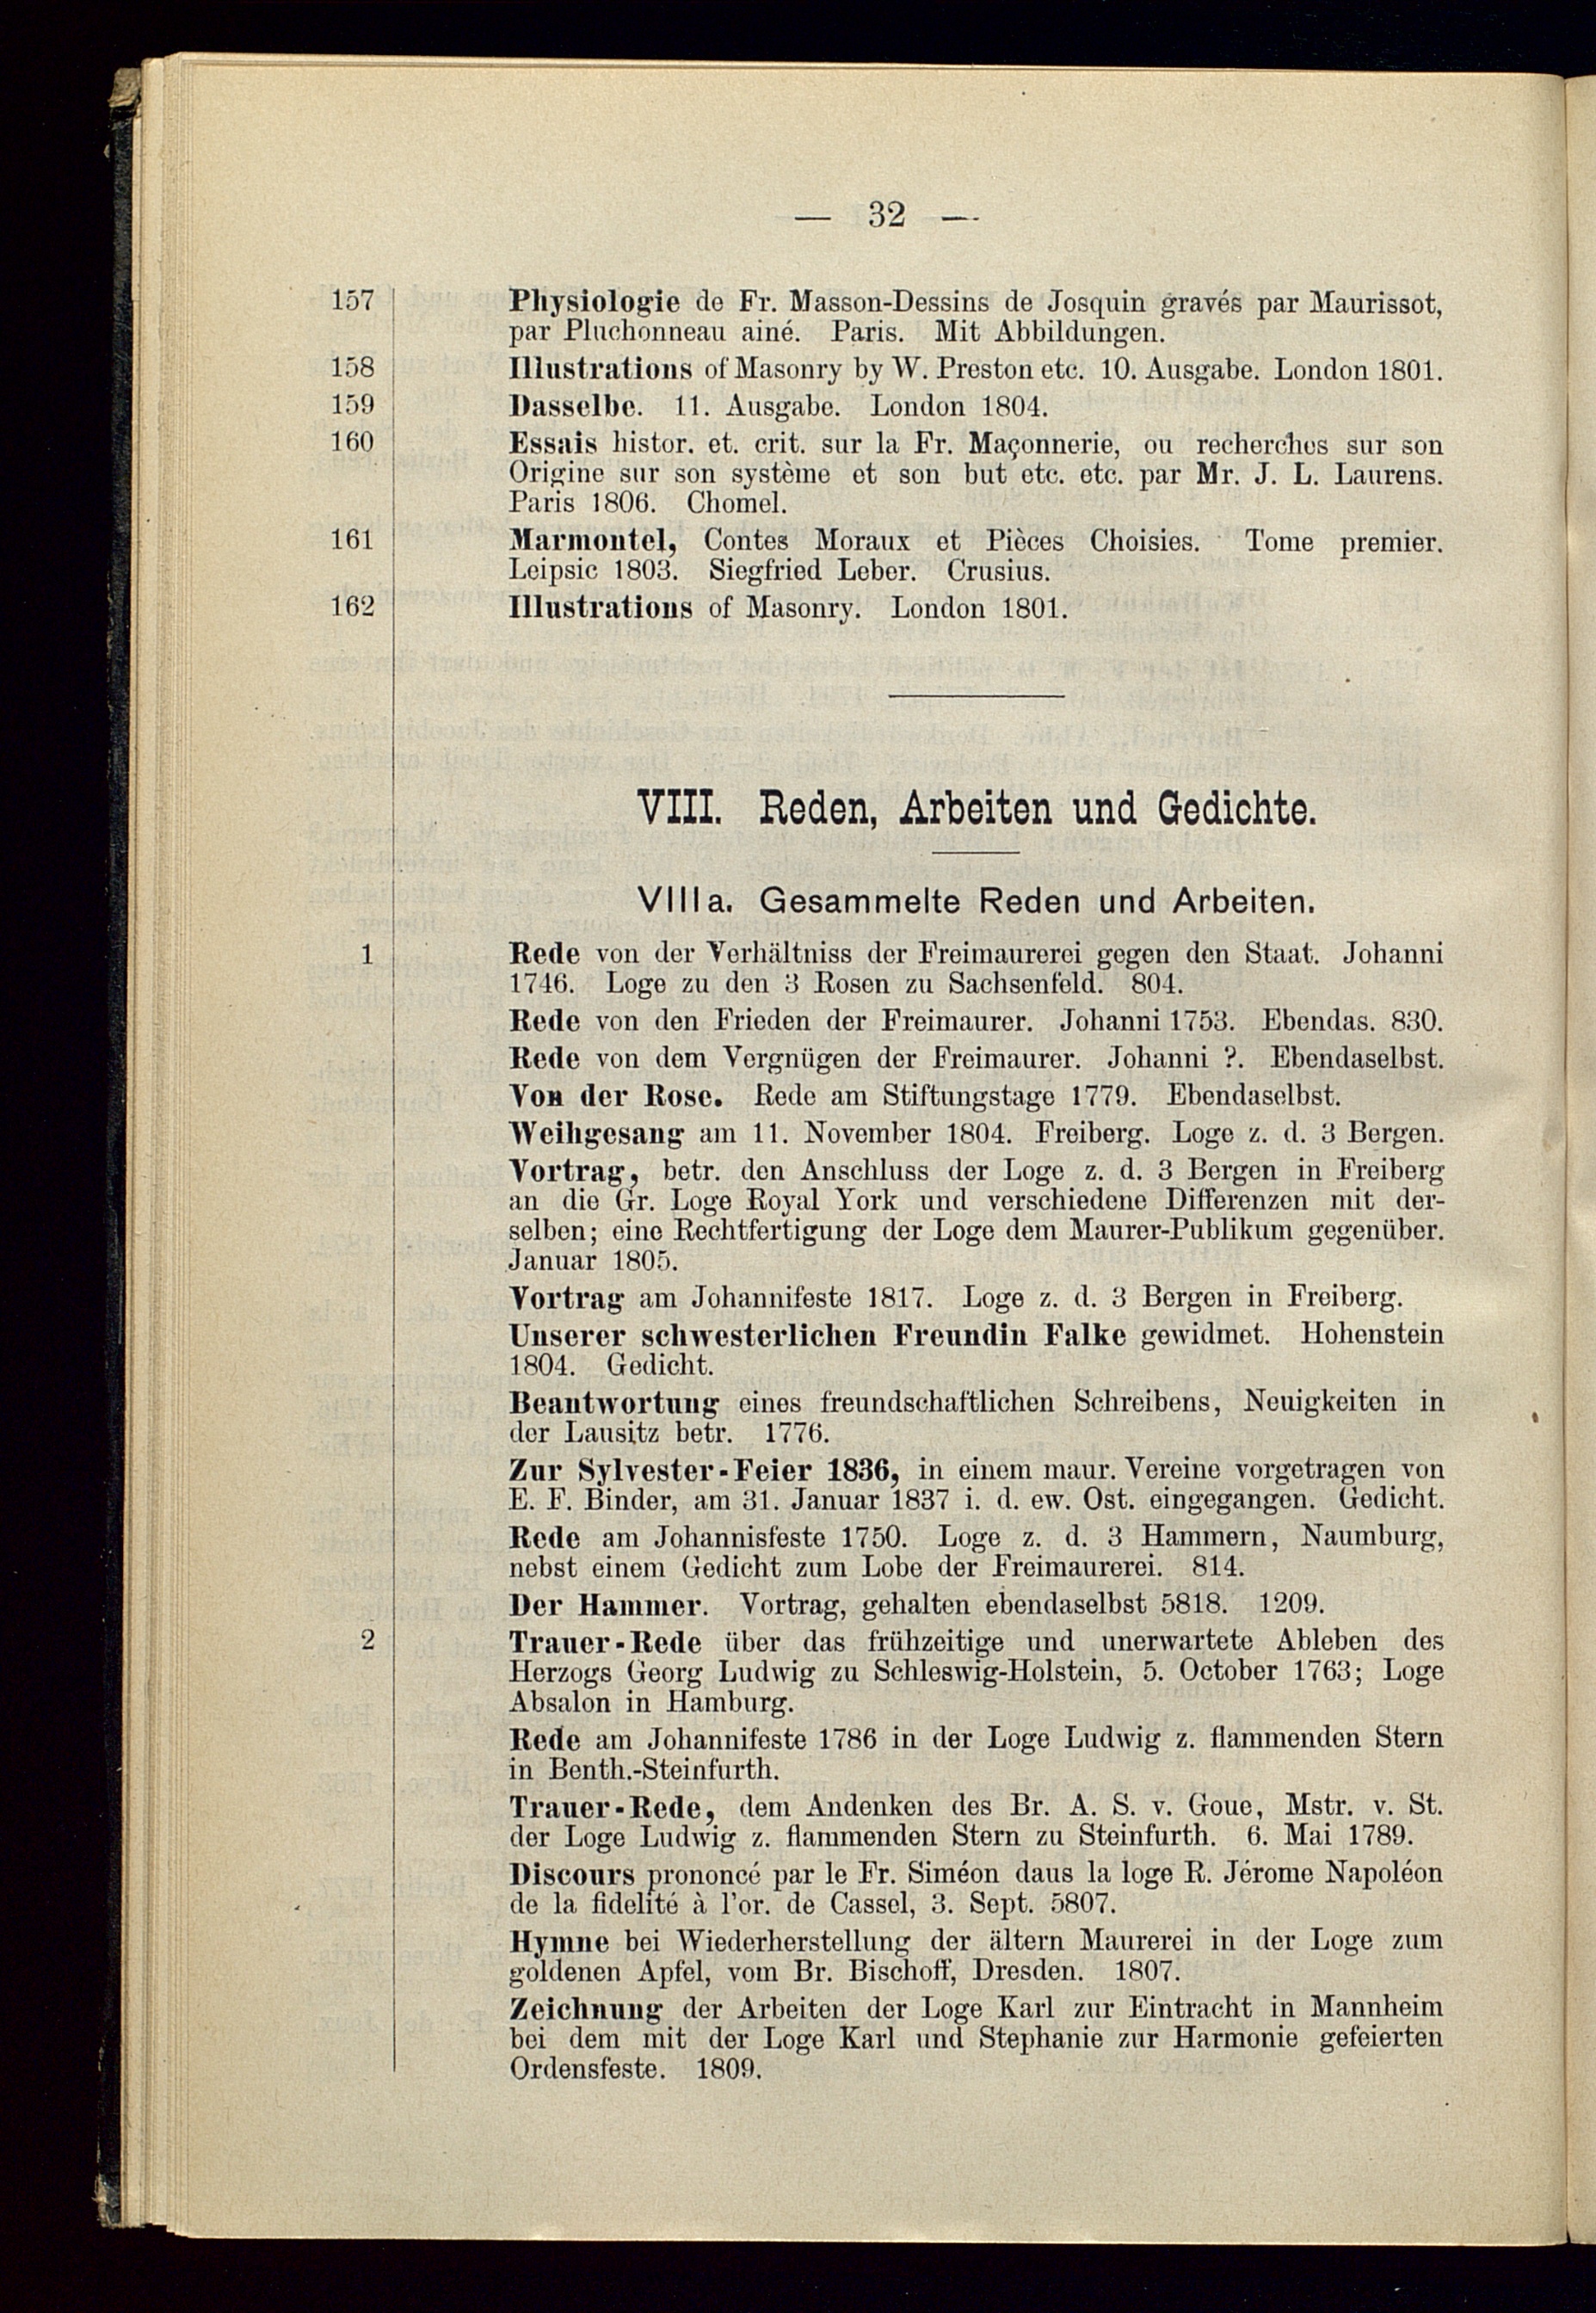 — 32 —
157 Physiologie de Fr. Masson-Dessins de Josquin gravés par Maurissot,
par Pluchonneau ainé. Paris. Mit Abbildungen.
158 Illustrations of Masonry by W. Preston etc. 10. Ausgabe. London 1801.
159 Dasselbe. 11. Ausgabe. London 1804.
160 Essais histor. et. crit. sur la Fr. Maçonnerie, ou recherches sur son
Origine sur son système et son but etc. etc. par Mr. J. L. Laurens.
Paris 1806. Chomel.
161 Marmontel, Contes Moraux et Pièces Choisies. Tome premier.
Leipsic 1803. Siegfried Leber. Crusius.
162 Illustrations of Masonry. London 1801.
VIII. Reden, Arbeiten und Gedichte.
VIIIa. Gesammelte Reden und Arbeiten.
1 Rede von der Verhältniss der Freimaurerei gegen den Staat. Johanni
1746. Loge zu den 3 Rosen zu Sachsenfeld. 804.
Rede von den Frieden der Freimaurer. Johanni 1753. Ebendas. 830.
Rede von dem Vergnügen der Freimaurer. Johanni ?. Ebendaselbst.
Von der Rose. Rede am Stiftungstage 1779. Ebendaselbst.
Weihgesang am 11. November 1804. Freiberg. Loge z. d. 3 Bergen.
Vortrag, betr. den Anschluss der Loge z. d. 3 Bergen in Freiberg
an die Gr. Loge Royal York und verschiedene Differenzen mit der-
selben; eine Rechtfertigung der Loge dem Maurer-Publikum gegenüber.
Januar 1805.
Vortrag am Johannifeste 1817. Loge z. d. 3 Bergen in Freiberg.
Unserer schwesterlichen Freundin Falke gewidmet. Hohenstein
1804. Gedicht.
Beantwortung eines freundschaftlichen Schreibens, Neuigkeiten in
der Lausitz betr. 1776.
Zur Sylvester-Feier 1836, in einem maur. Vereine vorgetragen von
E. F. Binder, am 31. Januar 1837 i. d. ew. Ost. eingegangen. Gedicht.
Rede am Johannisfeste 1750. Loge z. d. 3 Hammern, Naumburg,
nebst einem Gedicht zum Lobe der Freimaurerei. 814.
Der Hammer. Vortrag, gehalten ebendaselbst 5818. 1209.
2 Trauer-Rede über das frühzeitige und unerwartete Ableben des
Herzogs Georg Ludwig zu Schleswig-Holstein, 5. October 1763; Loge
Absalon in Hamburg.
Rede am Johannifeste 1786 in der Loge Ludwig z. flammenden Stern
in Benth.-Steinfurth.
Trauer-Rede, dem Andenken des Br. A. S. v. Goue, Mstr. v. St.
der Loge Ludwig z. flammenden Stern zu Steinfurth. 6. Mai 1789.
Discours prononcé par le Fr. Siméon daus la loge R. Jérome Napoléon
de la fidelité à l'or. de Cassel, 3. Sept. 5807.
Hymne bei Wiederherstellung der ältern Maurerei in der Loge zum
goldenen Apfel, vom Br. Bischoff, Dresden. 1807.
Zeichnung der Arbeiten der Loge Karl zur Eintracht in Mannheim
bei dem mit der Loge Karl und Stephanie zur Harmonie gefeierten
Ordensfeste. 1809.